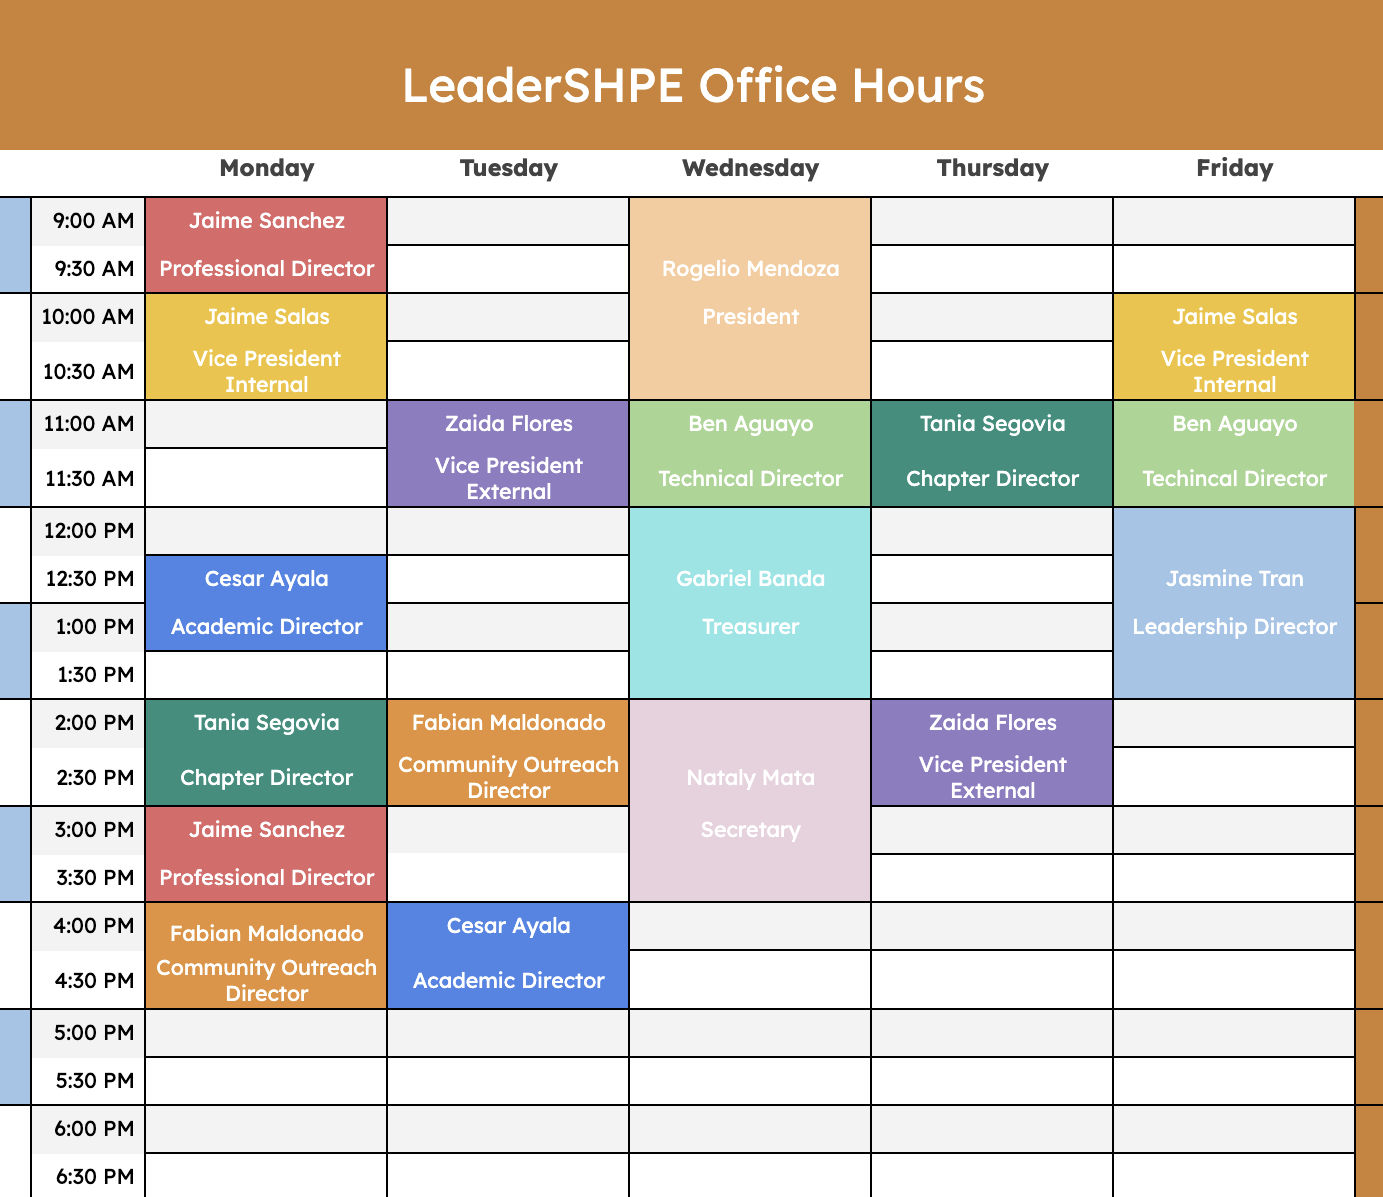 LeaderSHPE Office Hours
Monday Tuesday Wednesday Thursday Friday
9:00 AM Jaime Sanchez
9:30 AM Professional Director Rogelio Mendoza
10:00 AM Jaime Salas President Jaime Salas
10:30 AM Vice President Internal Vice President Internal
11:00 AM Zaida Flores Ben Aguayo Tania Segovia Ben Aguayo
11:30 AM Vice President External Technical Director Chapter Director Techincal Director
12:00 PM
12:30 PM Cesar Ayala Gabriel Banda Jasmine Tran
1:00 PM Academic Director Treasurer Leadership Director
1:30 PM
2:00 PM Tania Segovia Fabian Maldonado Zaida Flores
2:30 PM Chapter Director Community Outreach Director Nataly Mata Vice President External
3:00 PM Jaime Sanchez Secretary
3:30 PM Professional Director
4:00 PM Fabian Maldonado Cesar Ayala
4:30 PM Community Outreach Director Academic Director
5:00 PM
5:30 PM
6:00 PM
6:30 PM